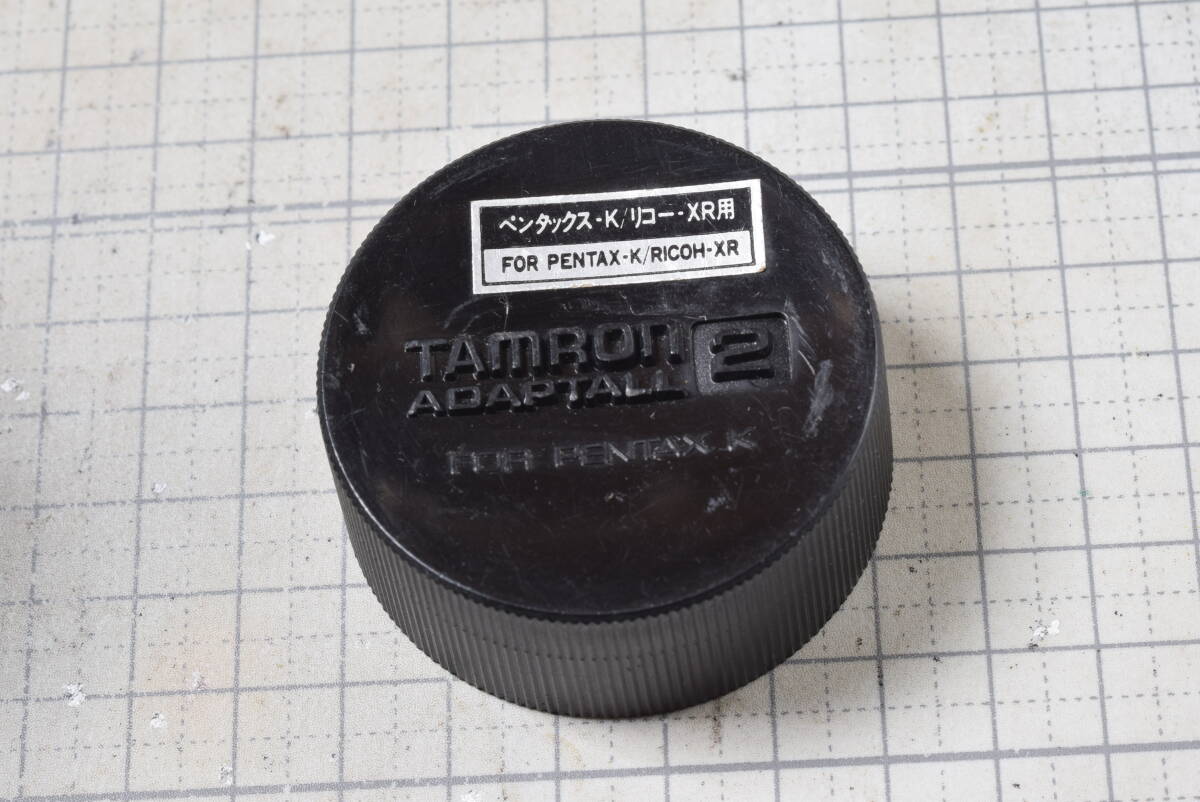 ペンタックス-K/リコー-XR用
FOR PENTAX-K/RICOH-XR
TAMRON 2
ADAPTALL
FOR PENTAX K